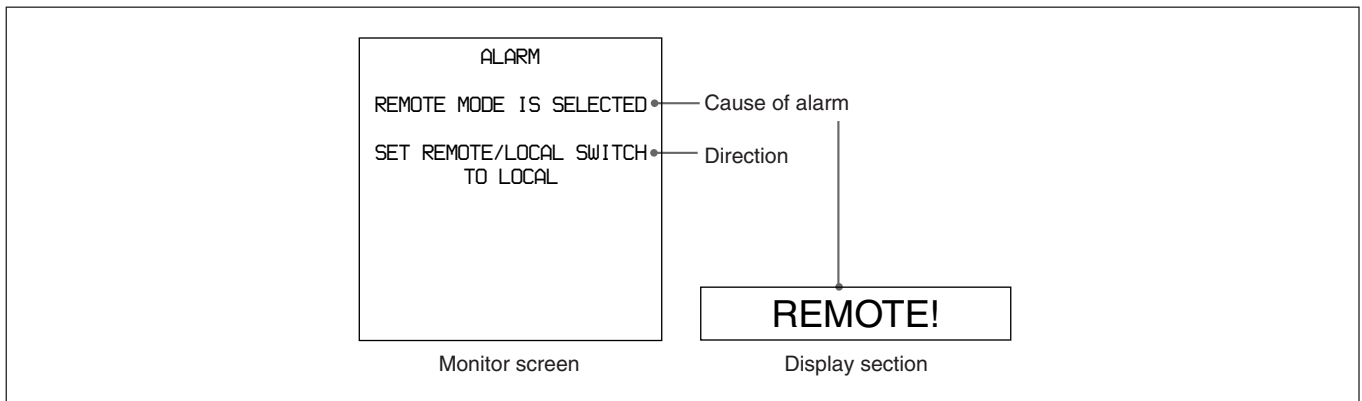 ALARM
REMOTE MODE IS SELECTED
Cause of alarm
SET REMOTE/LOCAL SWITCH
TO LOCAL
Direction
REMOTE!
Monitor screen
Display section